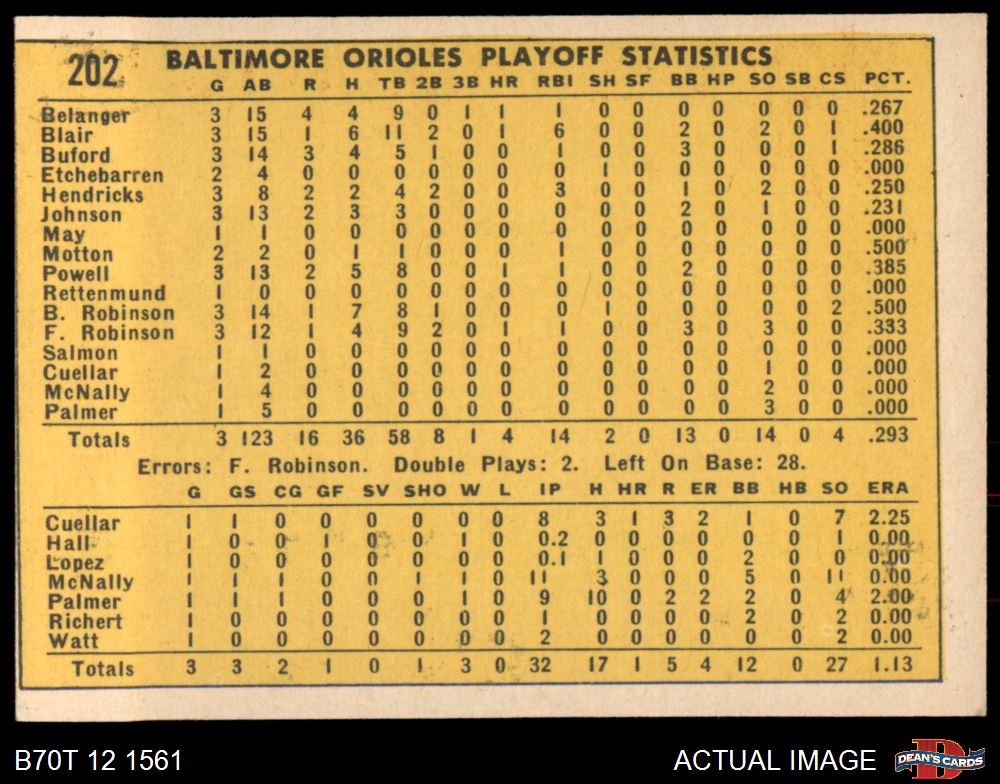 202 BALTIMORE ORIOLES PLAYOFF STATISTICS
G AB R H TB 2B 3B HR RBI SH SF BB HP SO SB CS PCT.
Belanger 3 15 4 4 9 0 1 1 1 0 0 0 0 0 0 0 .267
Blair 3 15 1 6 11 2 0 1 6 0 0 2 0 2 0 1 .400
Buford 3 14 3 4 5 1 0 0 1 0 0 3 0 0 0 1 .286
Etchebarren 2 4 0 0 0 0 0 0 0 1 0 0 0 0 0 0 .000
Hendricks 3 8 2 2 4 2 0 0 3 0 0 1 0 2 0 0 .250
Johnson 3 13 2 3 3 0 0 0 0 0 0 2 0 1 0 0 .231
May 1 1 0 0 0 0 0 0 0 0 0 0 0 0 0 0 .000
Motton 2 2 0 1 1 0 0 0 1 0 0 0 0 0 0 0 .500
Powell 3 13 2 5 8 0 0 1 1 0 0 2 0 0 0 0 .385
Rettenmund 1 0 0 0 0 0 0 0 0 0 0 0 0 0 0 0 .000
B. Robinson 3 14 1 7 8 1 0 0 0 1 0 0 0 0 0 2 .500
F. Robinson 3 12 1 4 9 2 0 1 1 0 0 3 0 3 0 0 .333
Salmon 1 1 0 0 0 0 0 0 0 0 0 0 0 0 0 0 .000
Cuellar 1 2 0 0 0 0 0 0 0 0 0 0 0 1 0 0 .000
McNally 1 4 0 0 0 0 0 0 0 0 0 0 0 2 0 0 .000
Palmer 1 5 0 0 0 0 0 0 0 0 0 0 0 3 0 0 .000
Totals 3 123 16 36 58 8 1 4 14 2 0 13 0 14 0 4 .293
Errors: F. Robinson. Double Plays: 2. Left On Base: 28.
G GS CG GF SV SHO W L IP H HR R ER BB HB SO ERA
Cuellar 1 1 0 0 0 0 0 0 8 3 1 3 2 1 0 7 2.25
Hall 1 0 0 1 0 0 1 0 0.2 0 0 0 0 0 0 1 0.00
Lopez 1 0 0 0 0 0 0 0 0.1 1 0 0 0 2 0 0 0.00
McNally 1 1 1 0 0 1 1 0 11 3 0 0 0 5 0 11 0.00
Palmer 1 1 1 0 0 0 1 0 9 10 0 2 2 2 0 4 2.00
Richert 1 0 0 0 0 0 0 0 1 0 0 0 0 2 0 2 0.00
Watt 1 0 0 0 0 0 0 0 2 0 0 0 0 0 0 2 0.00
Totals 3 3 2 1 0 1 3 0 32 17 1 5 4 12 0 27 1.13
B70T 12 1561 ACTUAL IMAGE DEAN'S CARDS